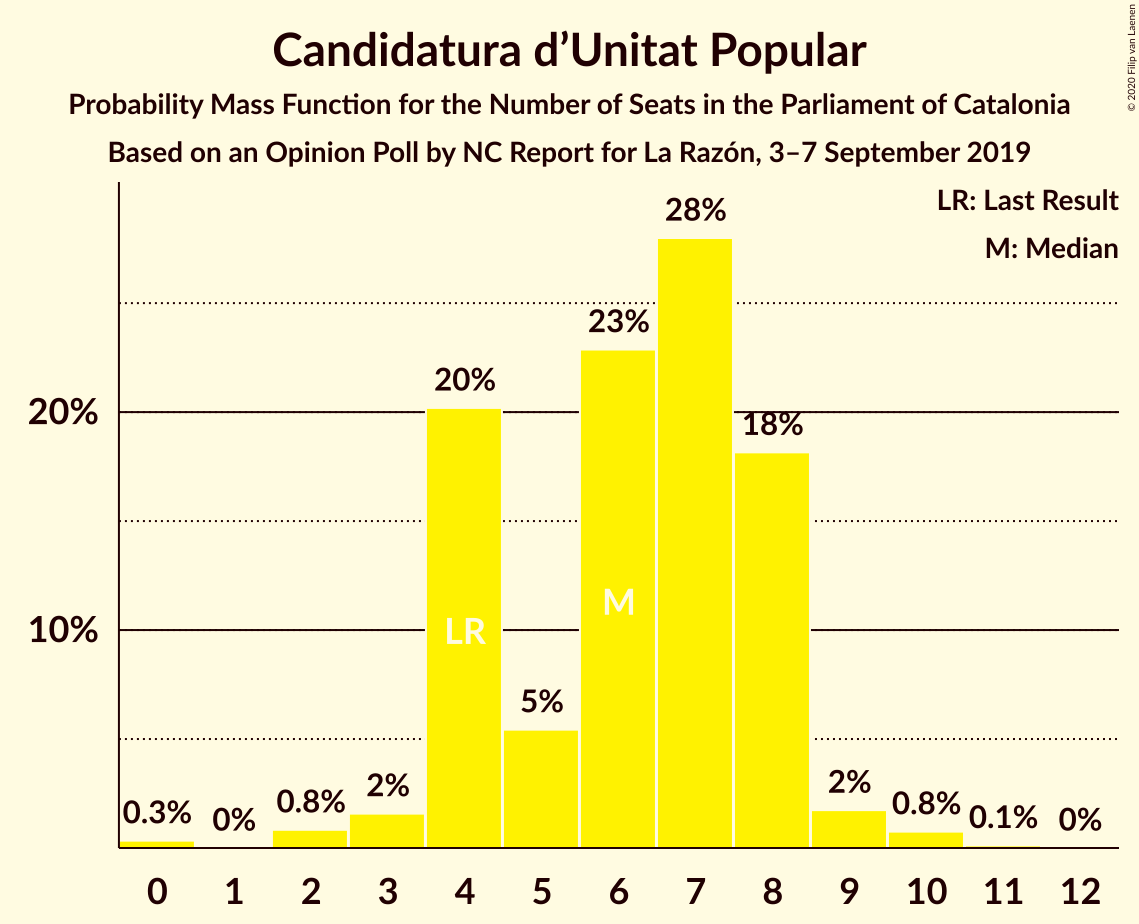 Candidatura d’Unitat Popular
Probability Mass Function for the Number of Seats in the Parliament of Catalonia
Based on an Opinion Poll by NC Report for La Razón, 3–7 September 2019
© 2020 Filip van Laenen
LR: Last Result
M: Median
28%
23%
20%
20%
18%
M
LR
10%
5%
2%
2%
0.8%
0.8%
0.3%
0%
0.1%
0%
0 1 2 3 4 5 6 7 8 9 10 11 12